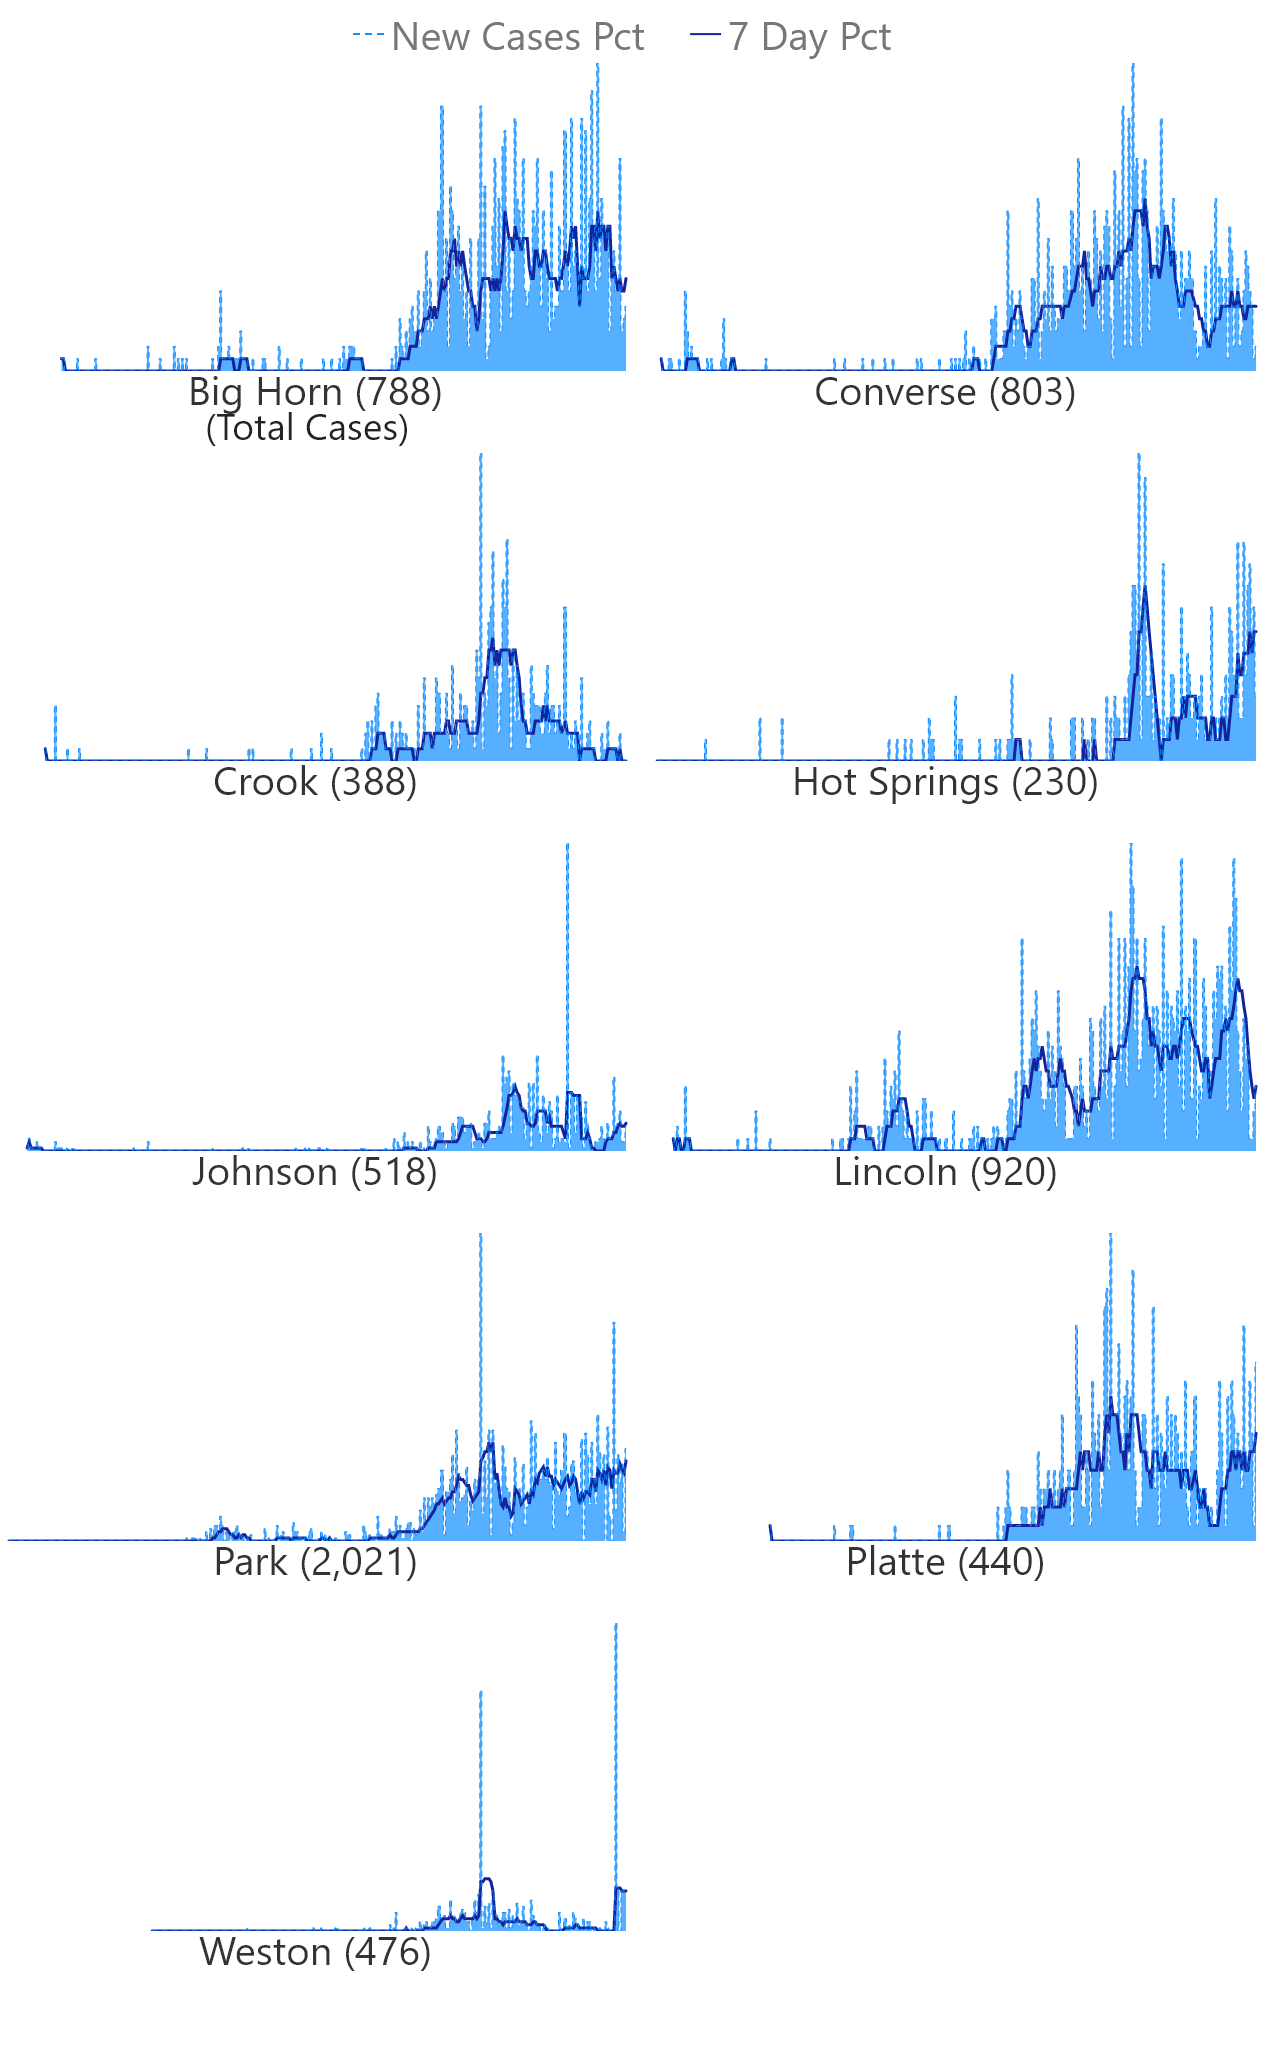 New Cases Pct 7 Day Pct
Big Horn (788) Converse (803)
(Total Cases)
Crook (388) Hot Springs (230)
Johnson (518) Lincoln (920)
Park (2,021) Platte (440)
Weston (476)